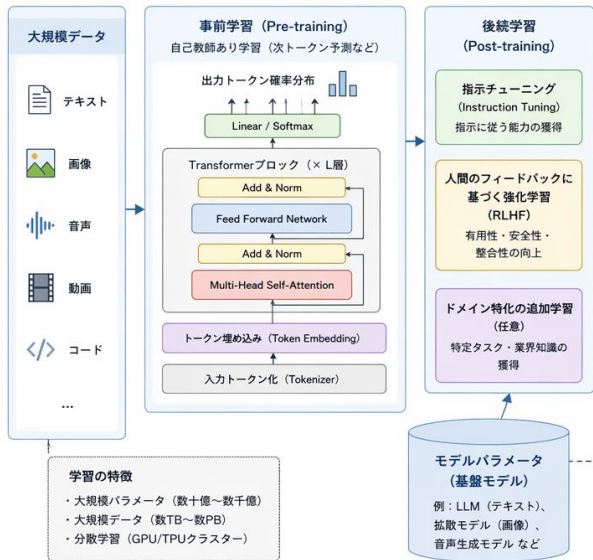 大規模データ
テキスト
画像
音声
動画
</>
コード
...
事前学習（Pre-training）
自己教師あり学習（次トークン予測など）
出力トークン確率分布
Linear / Softmax
Transformerブロック（× L層）
Add & Norm
Feed Forward Network
Add & Norm
Multi-Head Self-Attention
トークン埋め込み（Token Embedding）
入力トークン化（Tokenizer）
後続学習
（Post-training）
指示チューニング
（Instruction Tuning）
指示に従う能力の獲得
人間のフィードバックに
基づく強化学習
（RLHF）
有用性・安全性・
整合性の向上
ドメイン特化の追加学習
（任意）
特定タスク・業界知識の
獲得
学習の特徴
・大規模パラメータ（数十億～数千億）
・大規模データ（数TB～数PB）
・分散学習（GPU/TPUクラスター）
モデルパラメータ
（基盤モデル）
例：LLM（テキスト）、
拡散モデル（画像）、
音声生成モデル など